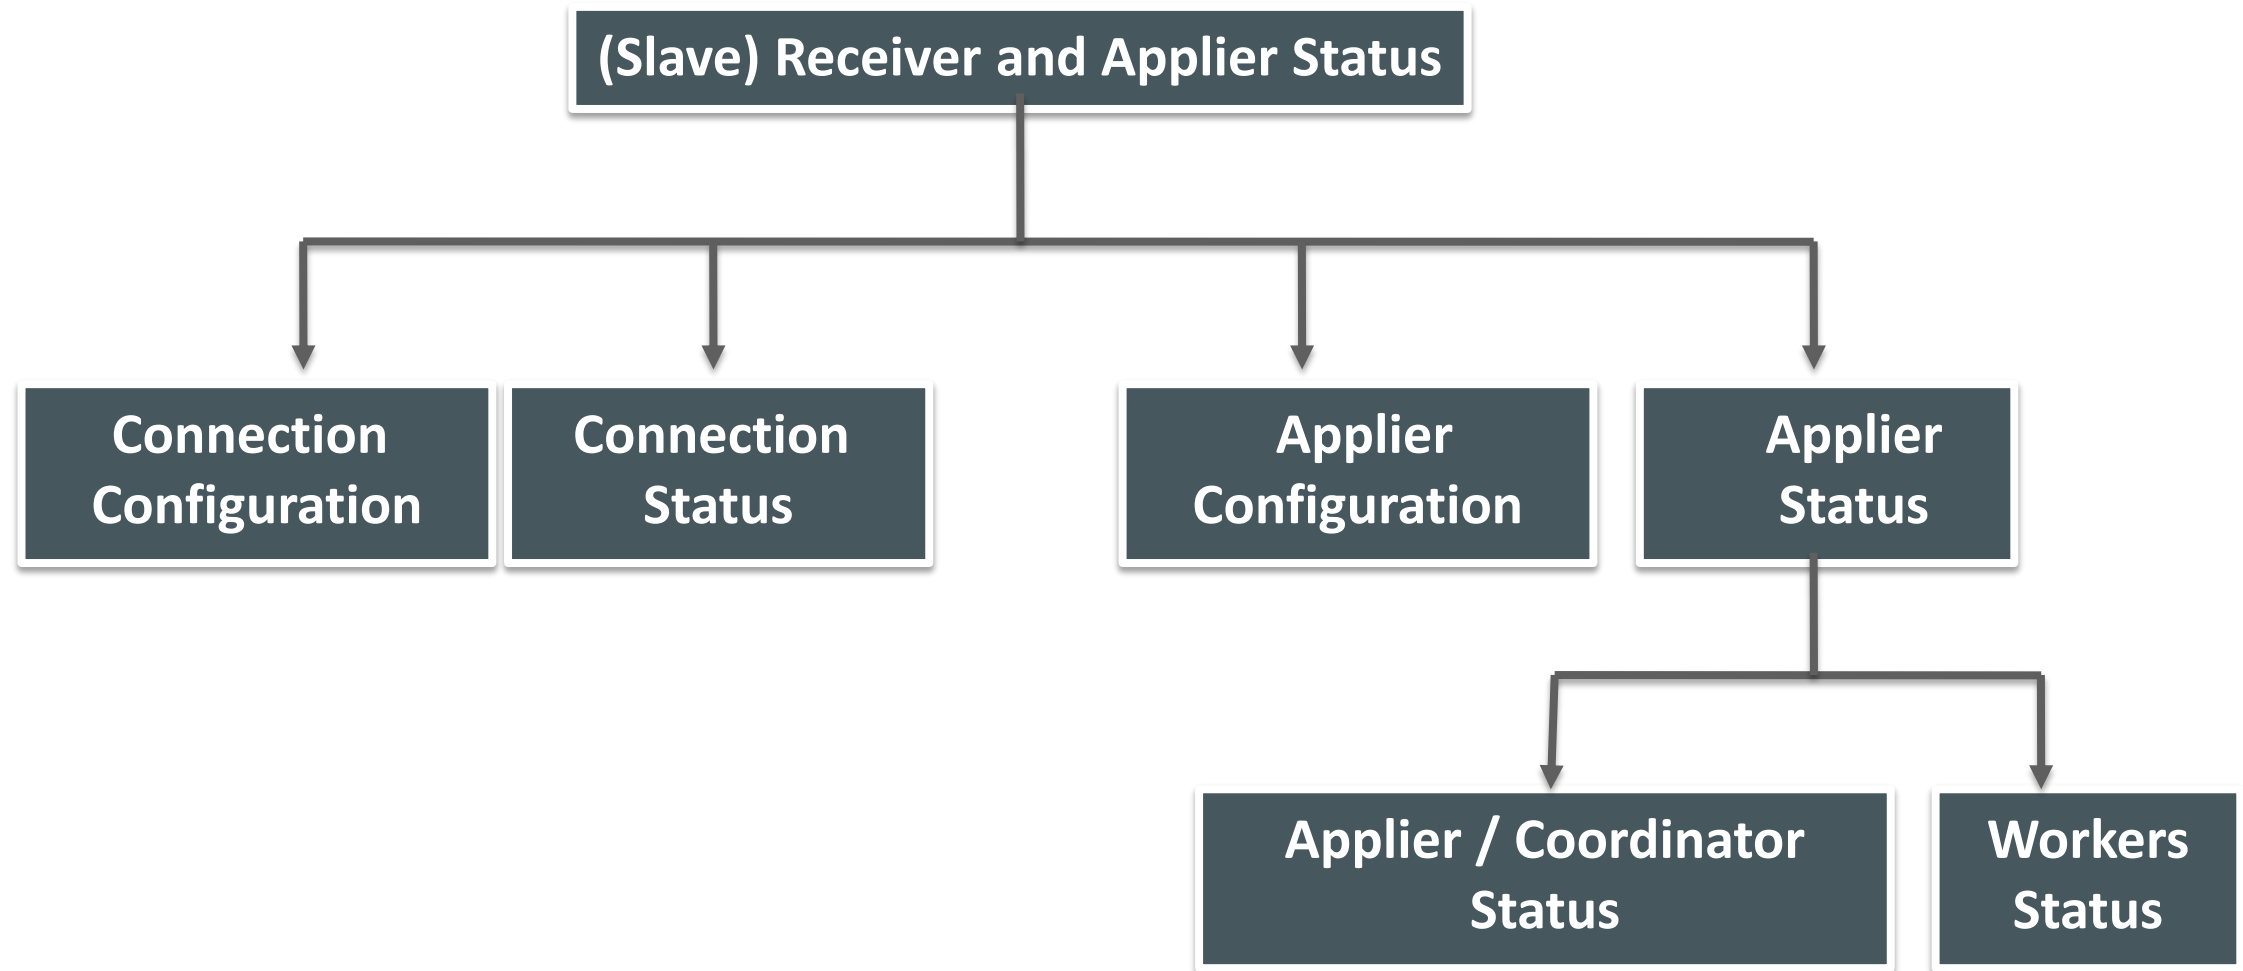 (Slave) Receiver and Applier Status
Connection
Configuration
Connection
Status
Applier
Configuration
Applier
Status
Applier / Coordinator
Status
Workers
Status